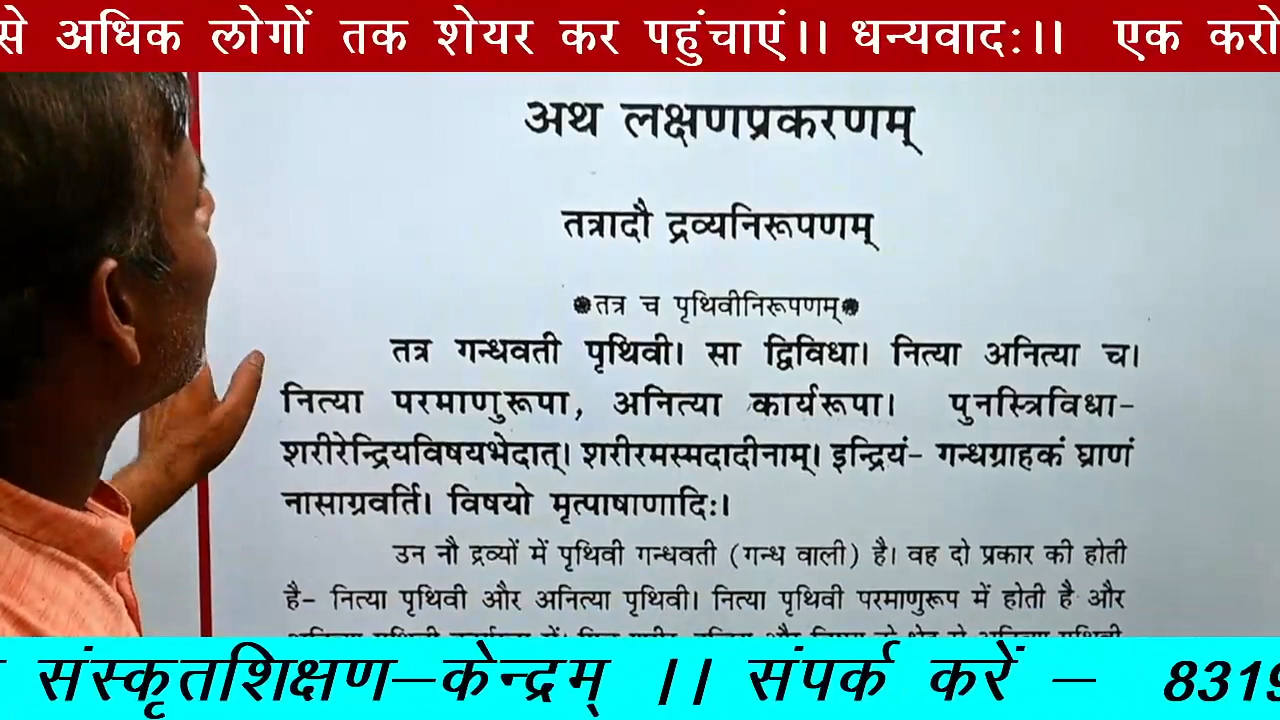 से अधिक लोगों तक शेयर कर पहुंचाएं।। धन्यवादः।। एक करो
अथ लक्षणप्रकरणम्
तत्रादौ द्रव्यनिरूपणम्
तत्र च पृथिवीनिरूपणम्
तत्र गन्धवती पृथिवी। सा द्विविधा। नित्या अनित्या च।
नित्या परमाणुरूपा, अनित्या कार्यरूपा। पुनस्त्रिविधा-
शरीरेन्द्रियविषयभेदात्। शरीरमस्मदादीनाम्। इन्द्रियं- गन्धग्राहकं घ्राणं
नासाग्रवर्ति। विषयो मृत्पाषाणादिः।
उन नौ द्रव्यों में पृथिवी गन्धवती (गन्ध वाली) है। वह दो प्रकार की होती
है- नित्या पृथिवी और अनित्या पृथिवी। नित्या पृथिवी परमाणुरूप में होती है और
संस्कृतशिक्षण-केन्द्रम् ।। संपर्क करें - 8319